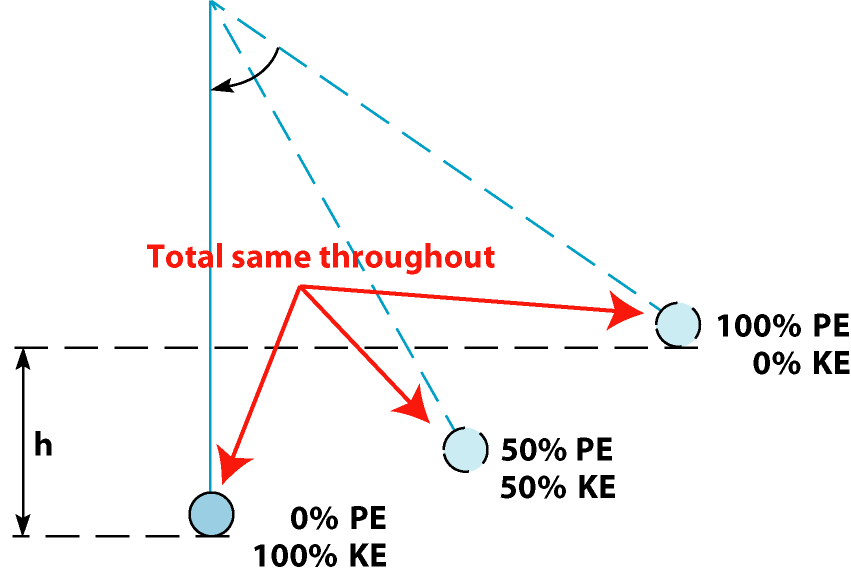 Total same throughout
100% PE
0% KE
h
50% PE
50% KE
0% PE
100% KE